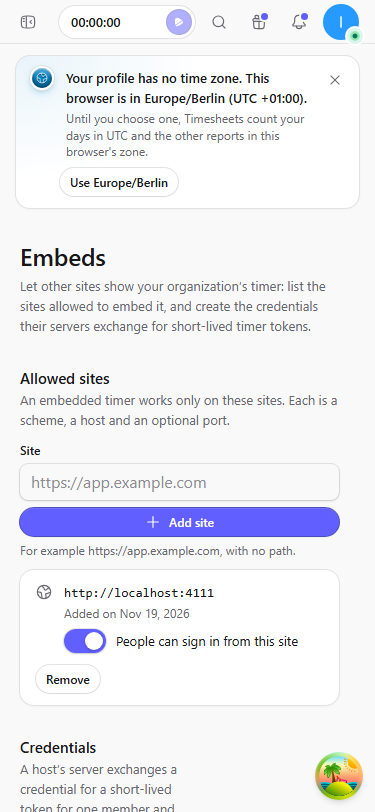 00:00:00
I
Your profile has no time zone. This
browser is in Europe/Berlin (UTC +01:00).
Until you choose one, Timesheets count your
days in UTC and the other reports in this
browser's zone.
Use Europe/Berlin
Embeds
Let other sites show your organization's timer: list the
sites allowed to embed it, and create the credentials
their servers exchange for short-lived timer tokens.
Allowed sites
An embedded timer works only on these sites. Each is a
scheme, a host and an optional port.
Site
https://app.example.com
Add site
For example https://app.example.com, with no path.
http://localhost:4111
Added on Nov 19, 2026
People can sign in from this site
Remove
Credentials
A host's server exchanges a
credential for a short-lived
token for one member and